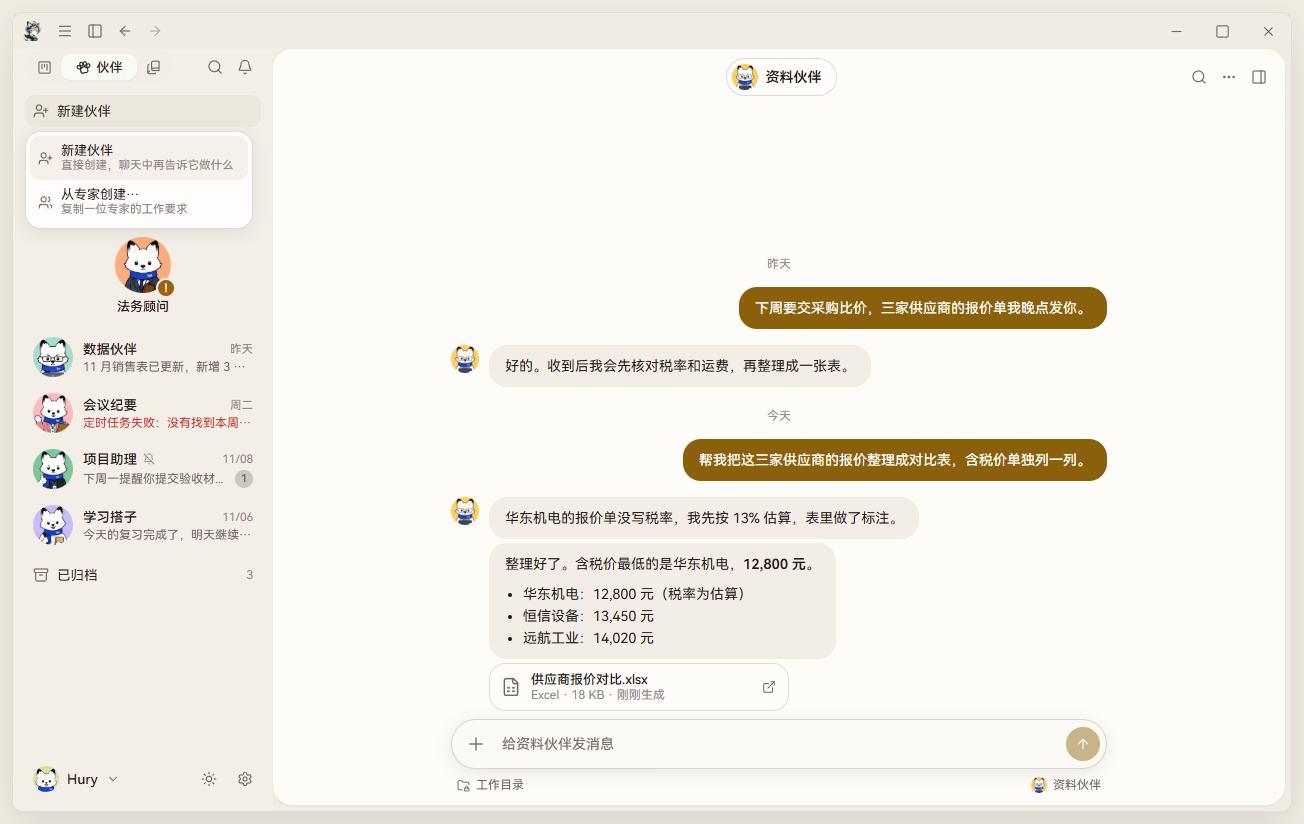 伙伴
新建伙伴
新建伙伴
直接创建，聊天中再告诉它做什么
从专家创建…
复制一位专家的工作要求
!
法务顾问
数据伙伴 昨天
11 月销售表已更新，新增 3 …
会议纪要 周二
定时任务失败：没有找到本周…
项目助理 11/08
下周一提醒你提交验收材... 1
学习搭子 11/06
今天的复习完成了，明天继续…
已归档 3
Hury
资料伙伴
昨天
下周要交采购比价，三家供应商的报价单我晚点发你。
好的。收到后我会先核对税率和运费，再整理成一张表。
今天
帮我把这三家供应商的报价整理成对比表，含税价单独列一列。
华东机电的报价单没写税率，我先按 13% 估算，表里做了标注。
整理好了。含税价最低的是华东机电，12,800 元。
• 华东机电：12,800 元（税率为估算）
• 恒信设备：13,450 元
• 远航工业：14,020 元
供应商报价对比.xlsx
Excel · 18 KB · 刚刚生成
给资料伙伴发消息
工作目录
资料伙伴